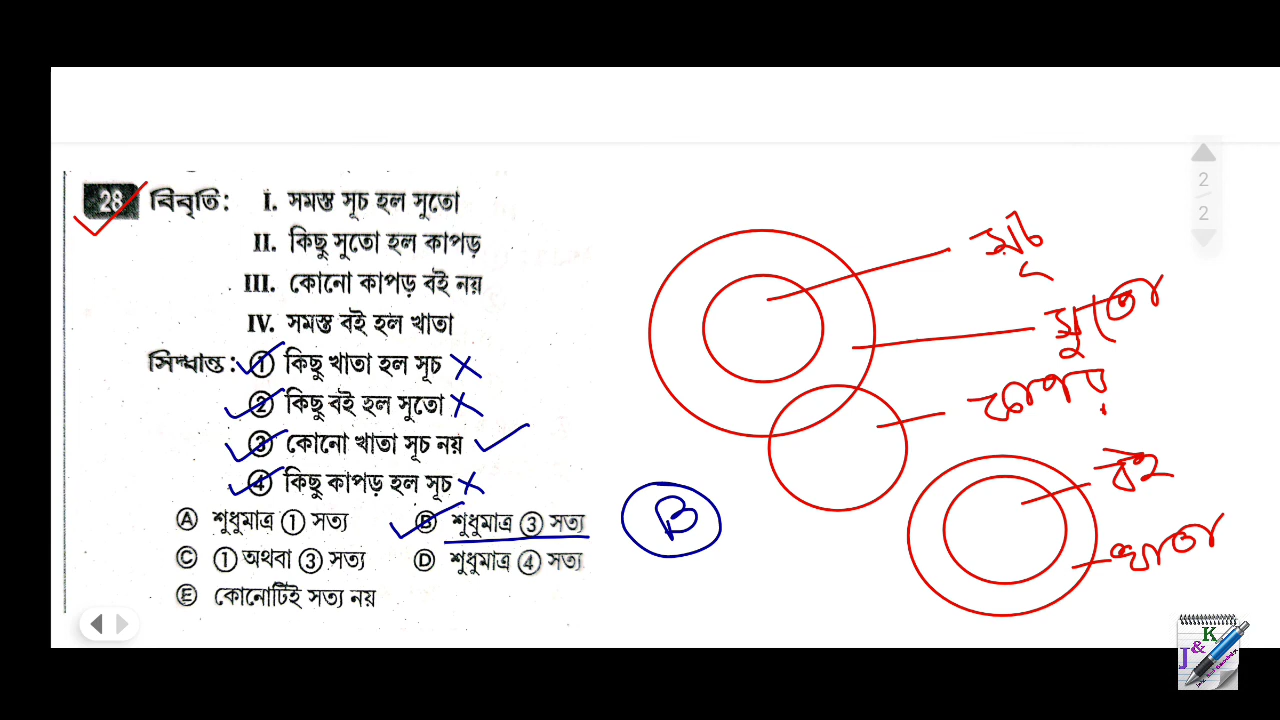 28 বিবৃতি: I. সমস্ত সূচ হল সুতো
II. কিছু সুতো হল কাপড়
III. কোনো কাপড় বই নয়
IV. সমস্ত বই হল খাতা
সিদ্ধান্ত: ① কিছু খাতা হল সূচ
② কিছু বই হল সুতো
③ কোনো খাতা সূচ নয়
④ কিছু কাপড় হল সূচ
Ⓐ শুধুমাত্র ① সত্য Ⓑ শুধুমাত্র ③ সত্য
Ⓒ ① অথবা ③ সত্য Ⓓ শুধুমাত্র ④ সত্য
Ⓔ কোনোটিই সত্য নয়
B
সূচ
সুতো
কাপর
বই
খাতা
2
2
J & K